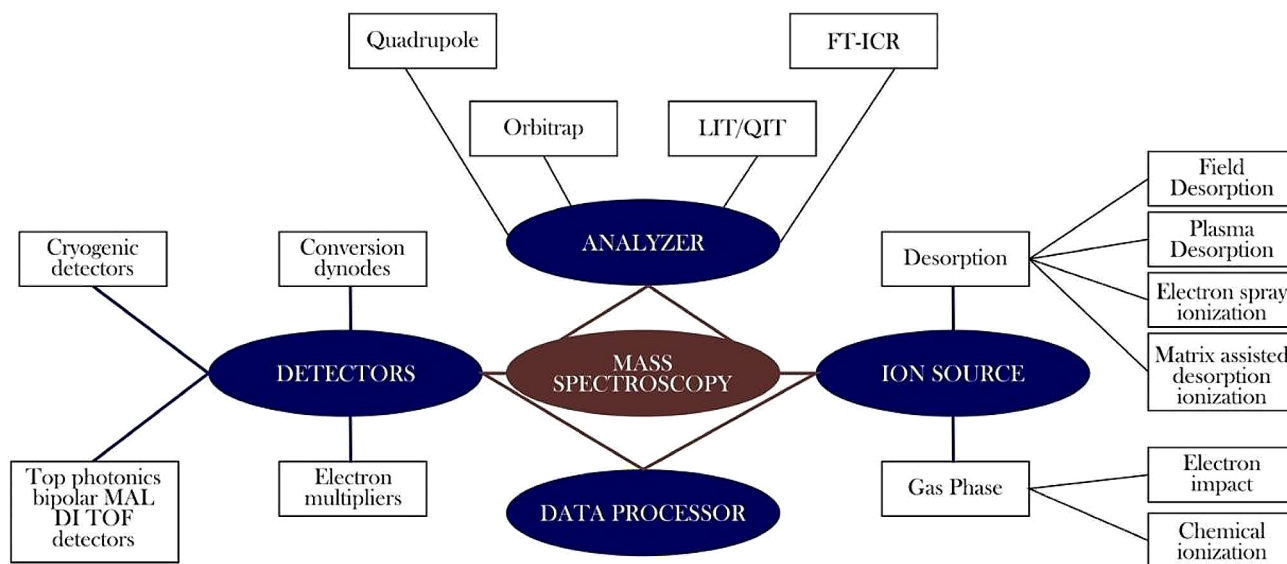 Quadrupole
FT-ICR
Orbitrap
LIT/QIT
Field
Desorption
ANALYZER
Plasma
Desorption
Cryogenic
detectors
Conversion
dynodes
Desorption
Electron spray
ionization
DETECTORS
MASS
SPECTROSCOPY
ION SOURCE
Matrix assisted
desorption
ionization
Top photonics
bipolar MAL
DI TOF
detectors
Electron
multipliers
DATA PROCESSOR
Gas Phase
Electron
impact
Chemical
ionization